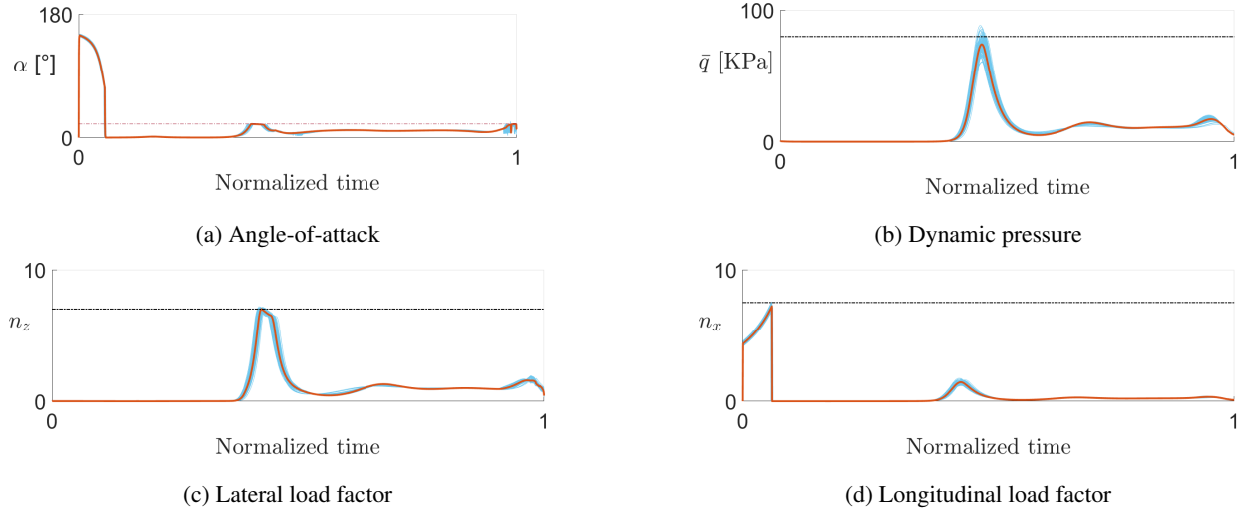 180
α [°]
0
0
1
Normalized time
(a) Angle-of-attack
100
q̄ [KPa]
0
0
1
Normalized time
(b) Dynamic pressure
10
n_z
0
0
1
Normalized time
(c) Lateral load factor
10
n_x
0
0
1
Normalized time
(d) Longitudinal load factor